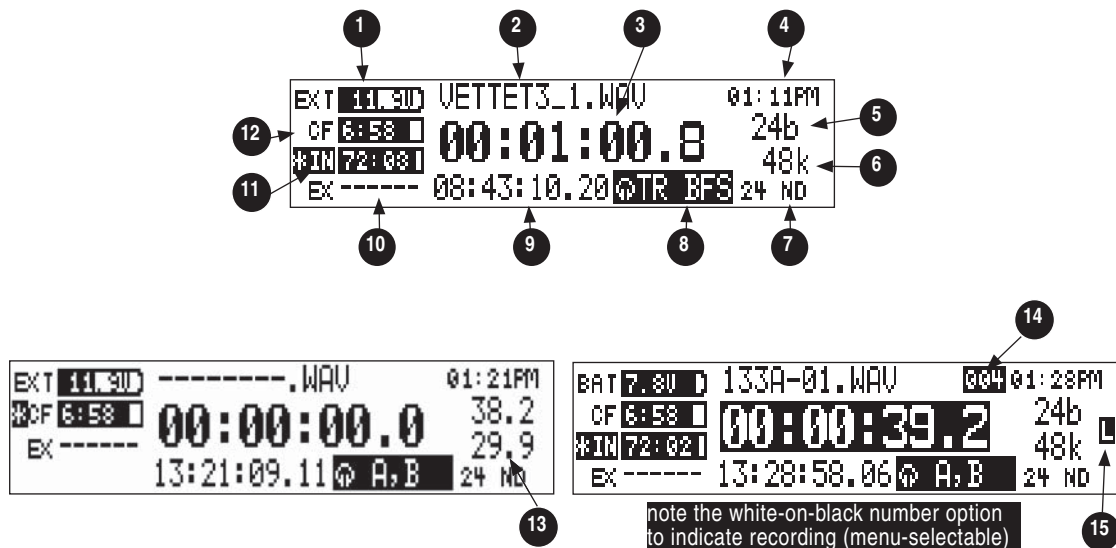 1 2 3 4
EXT 11.9V VETTET3_1.WAV 01:11PM
12 CF 6:58 00:01:00.8 24b 5
*IN 72:08 48k 6
11 EX ------ 08:43:10.20 TR BFS 24 ND
10 9 8 7
14
EXT 11.9V --------.WAV 01:21PM
*CF 6:58 00:00:00.0 38.2
EX ------ 29.9
13:21:09.11 A,B 24 ND
13
BAT 7.8V 133A-01.WAV 004 01:28PM
CF 6:58 00:00:39.2 24b L
*IN 72:02 48k
EX ------ 13:28:58.06 A,B 24 ND
15
note the white-on-black number option
to indicate recording (menu-selectable)